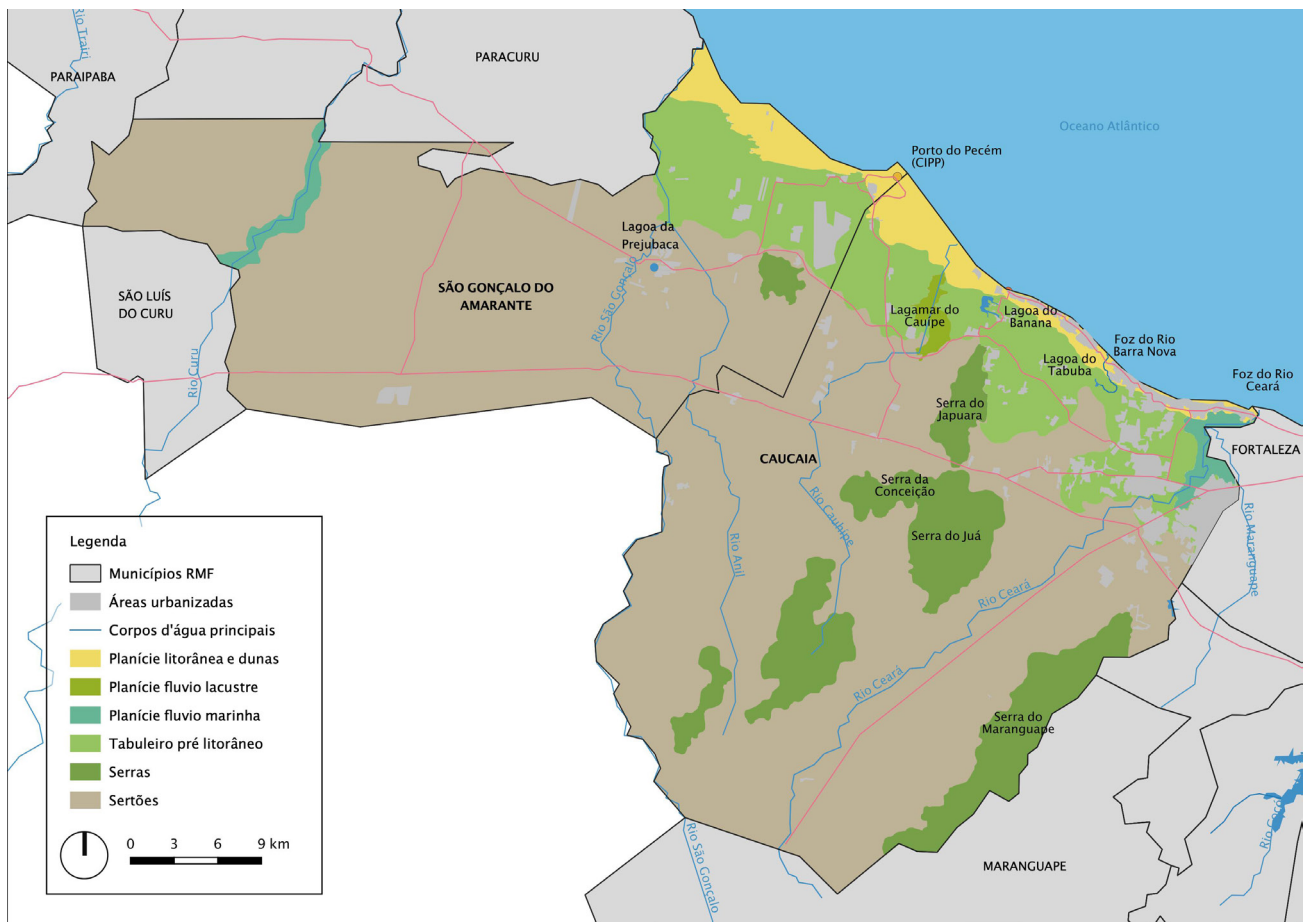 Rio Trairi
PARAIPABA
PARACURU
Oceano Atlântico
Porto do Pecém
(CIPP)
Lagoa da
Prejubaca
SÃO GONÇALO DO
AMARANTE
SÃO LUÍS
DO CURU
Rio Curu
Rio São Gonçalo
Lagamar do
Cauípe
Lagoa do
Banana
Foz do Rio
Barra Nova
Lagoa do
Tabuba
Foz do Rio
Ceará
Serra do
Japuara
FORTALEZA
CAUCAIA
Serra da
Conceição
Serra do Juá
Rio Cauhipe
Rio Anil
Rio Ceará
Rio Maranguape
Rio Ceará
Serra do
Maranguape
Rio São Gonçalo
MARANGUAPE
Rio Cocó
Legenda
Municípios RMF
Áreas urbanizadas
Corpos d'água principais
Planície litorânea e dunas
Planície fluvio lacustre
Planície fluvio marinha
Tabuleiro pré litorâneo
Serras
Sertões
0 3 6 9 km